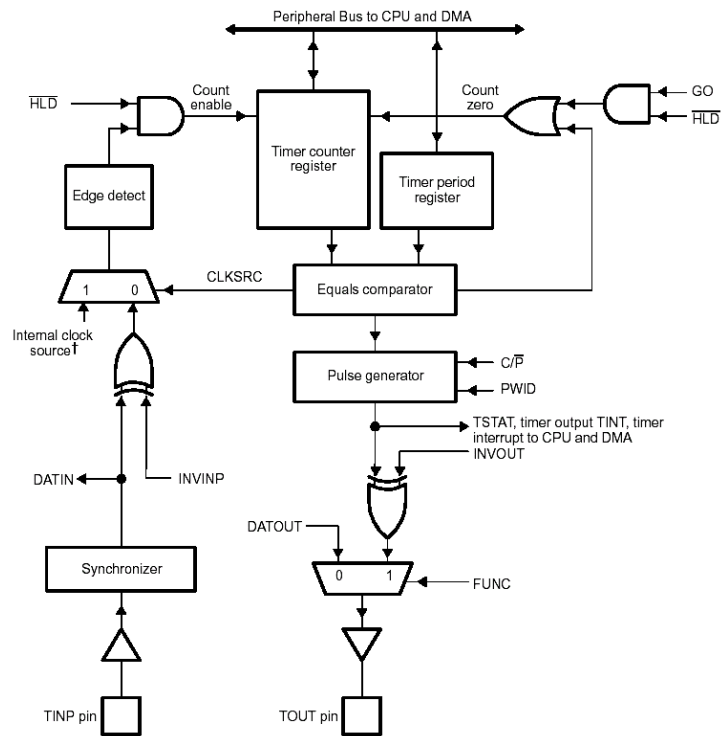 Peripheral Bus to CPU and DMA
H̅L̅D̅
Count
enable
Count
zero
GO
H̅L̅D̅
Timer counter
register
Timer period
register
Edge detect
CLKSRC
1 0
Equals comparator
Internal clock
source†
Pulse generator
C/P̅
PWID
TSTAT, timer output TINT, timer
interrupt to CPU and DMA
INVOUT
DATIN
INVINP
DATOUT
Synchronizer
0 1
FUNC
TINP pin
TOUT pin